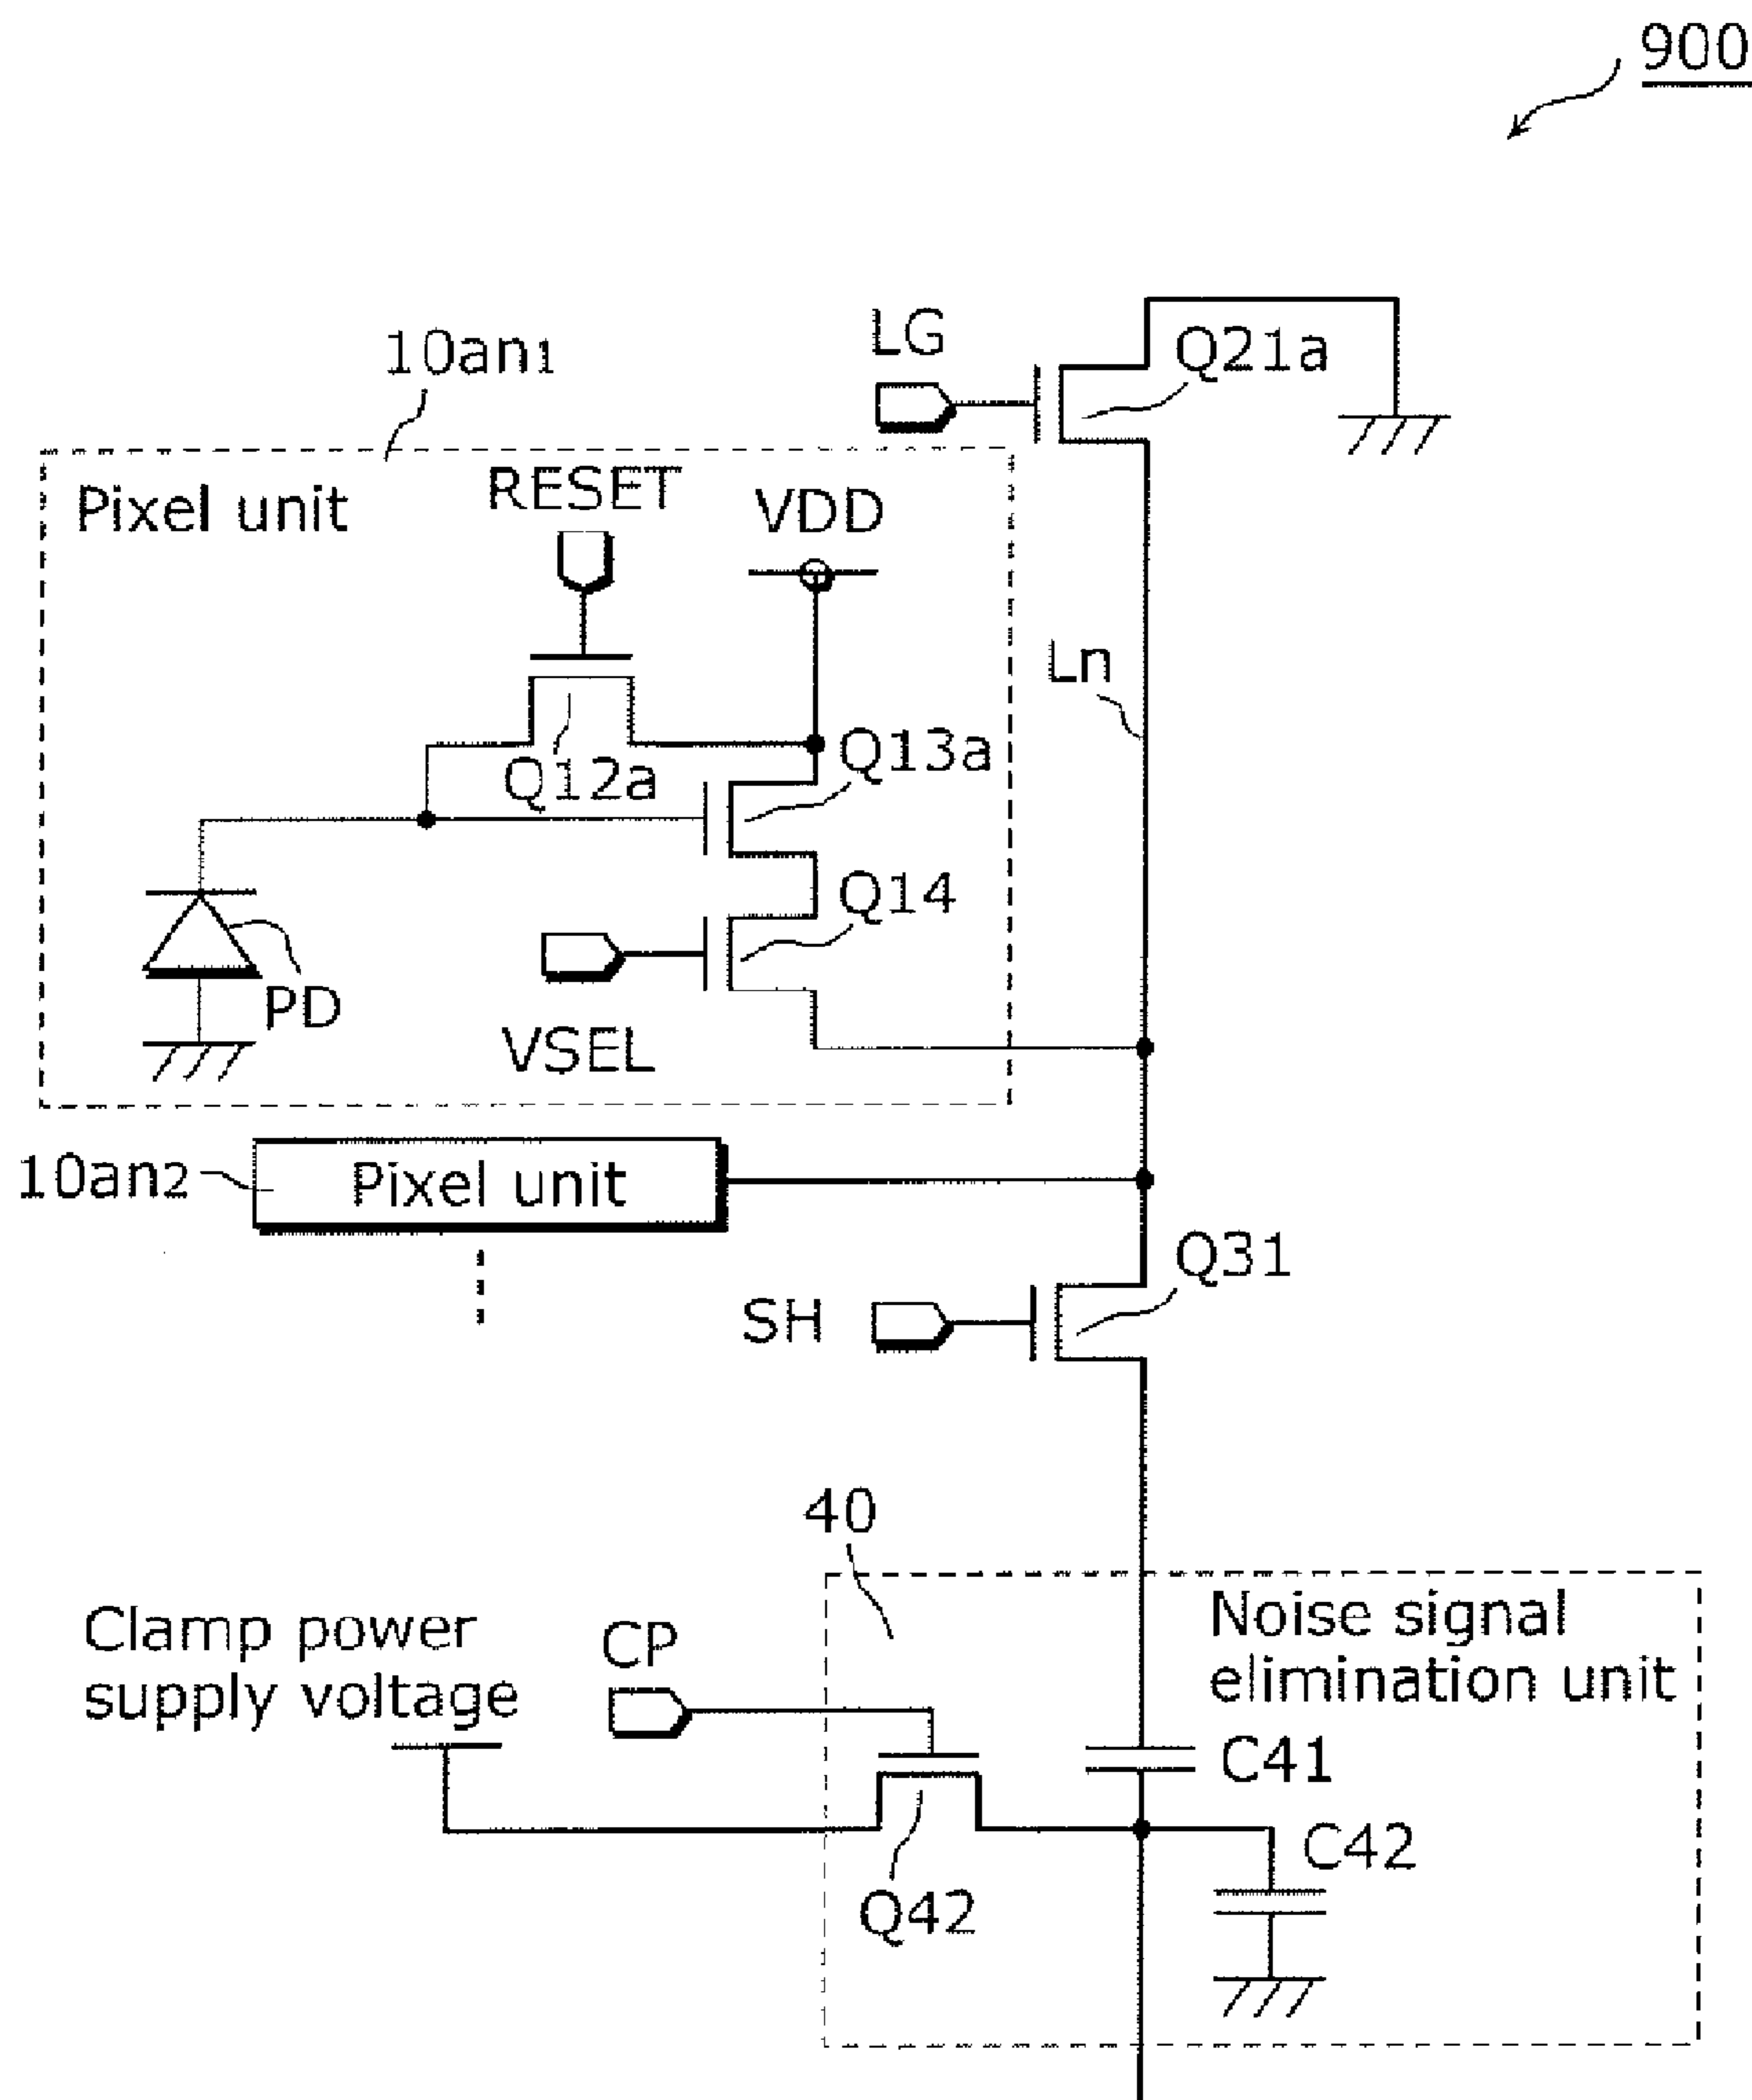 900
LG
Q21a
10an1
Pixel unit
RESET
VDD
Ln
Q12a
Q13a
Q14
PD
VSEL
10an2
Pixel unit
Q31
SH
40
Clamp power
supply voltage
CP
Noise signal
elimination unit
C41
C42
Q42